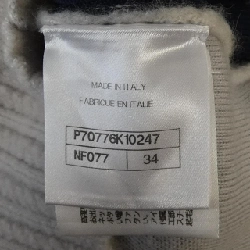 MADE IN ITALY
FABRIQUE EN ITALIE
P70776K10247
NF077 34